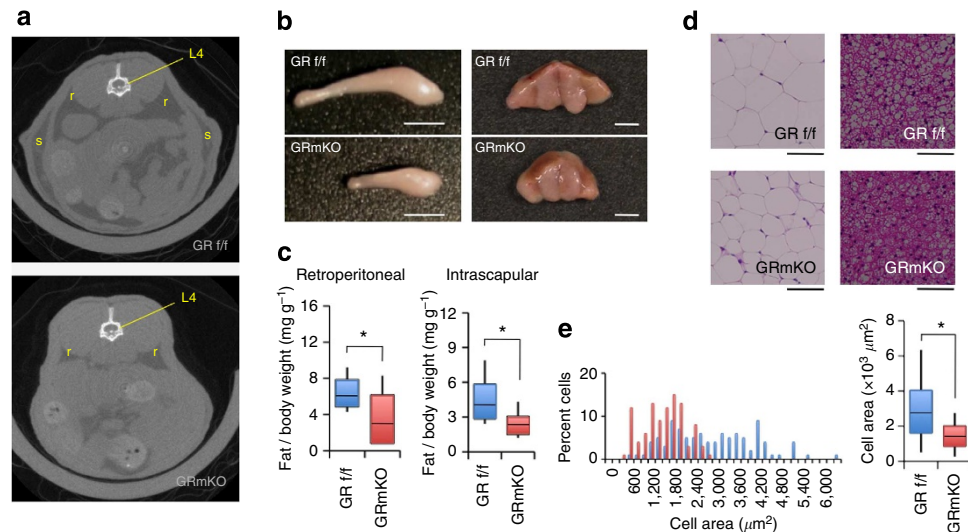 a
L4
r
r
s
s
GR f/f
L4
r
r
GRmKO
b
GR f/f
GR f/f
GRmKO
GRmKO
c
Retroperitoneal
Fat / body weight (mg g⁻¹)
16
12
8
4
0
*
GR f/f
GRmKO
Intrascapular
Fat / body weight (mg g⁻¹)
12
9
6
3
0
*
GR f/f
GRmKO
d
GR f/f
GR f/f
GRmKO
GRmKO
e
Percent cells
20
10
0
0
600
1,200
1,800
2,400
3,000
3,600
4,200
4,800
5,400
6,000
Cell area (μm²)
Cell area (×10³ μm²)
8
6
4
2
0
*
GR f/f
GRmKO